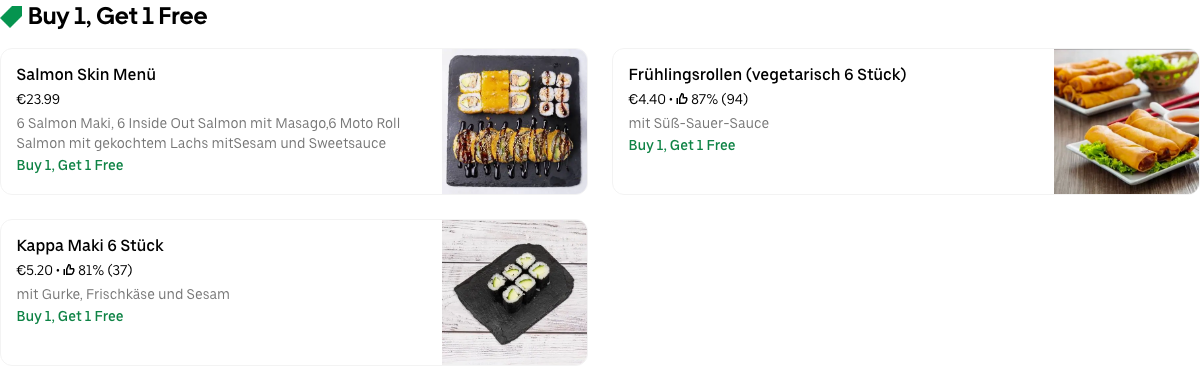 Buy 1, Get 1 Free
Salmon Skin Menü
€23.99
6 Salmon Maki, 6 Inside Out Salmon mit Masago,6 Moto Roll
Salmon mit gekochtem Lachs mitSesam und Sweetsauce
Buy 1, Get 1 Free
Frühlingsrollen (vegetarisch 6 Stück)
€4.40 • 87% (94)
mit Süß-Sauer-Sauce
Buy 1, Get 1 Free
Kappa Maki 6 Stück
€5.20 • 81% (37)
mit Gurke, Frischkäse und Sesam
Buy 1, Get 1 Free